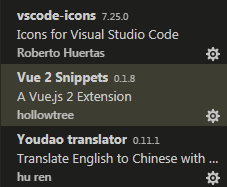 vscode-icons 7.25.0
Icons for Visual Studio Code
Roberto Huertas
Vue 2 Snippets 0.1.8
A Vue.js 2 Extension
hollowtree
Youdao translator 0.11.1
Translate English to Chinese with ...
hu ren